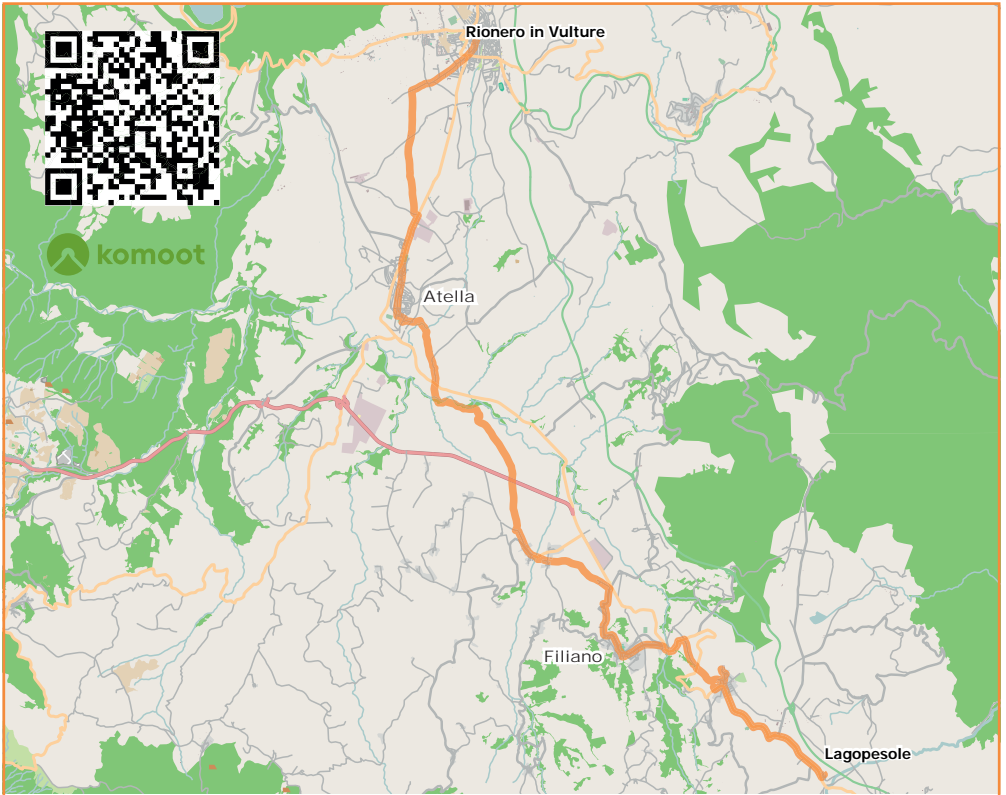 Rionero in Vulture
komoot
Atella
Filiano
Lagopesole